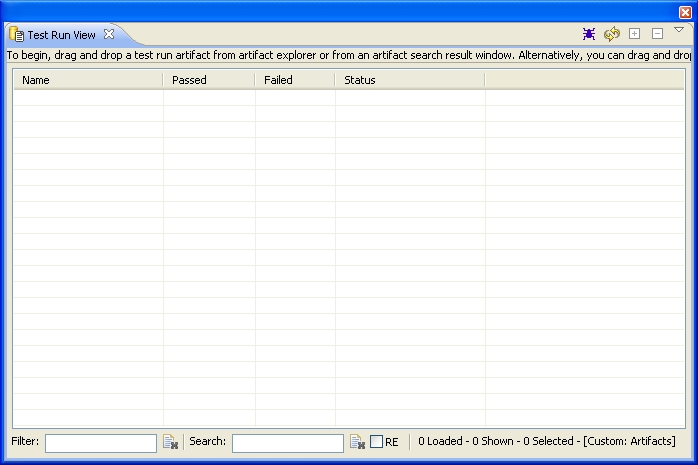 Test Run View
To begin, drag and drop a test run artifact from artifact explorer or from an artifact search result window. Alternatively, you can drag and drop
Name Passed Failed Status
Filter: Search: RE 0 Loaded - 0 Shown - 0 Selected - [Custom: Artifacts]